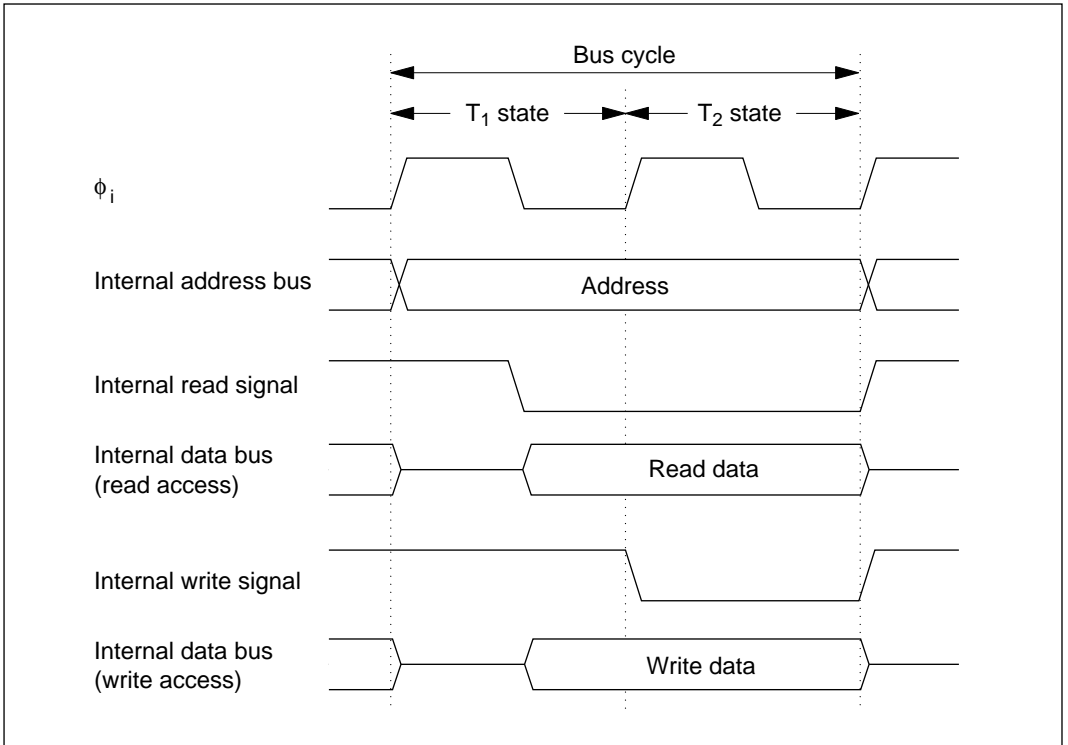 Bus cycle
T1 state
T2 state
ϕi
Internal address bus
Address
Internal read signal
Internal data bus
(read access)
Read data
Internal write signal
Internal data bus
(write access)
Write data